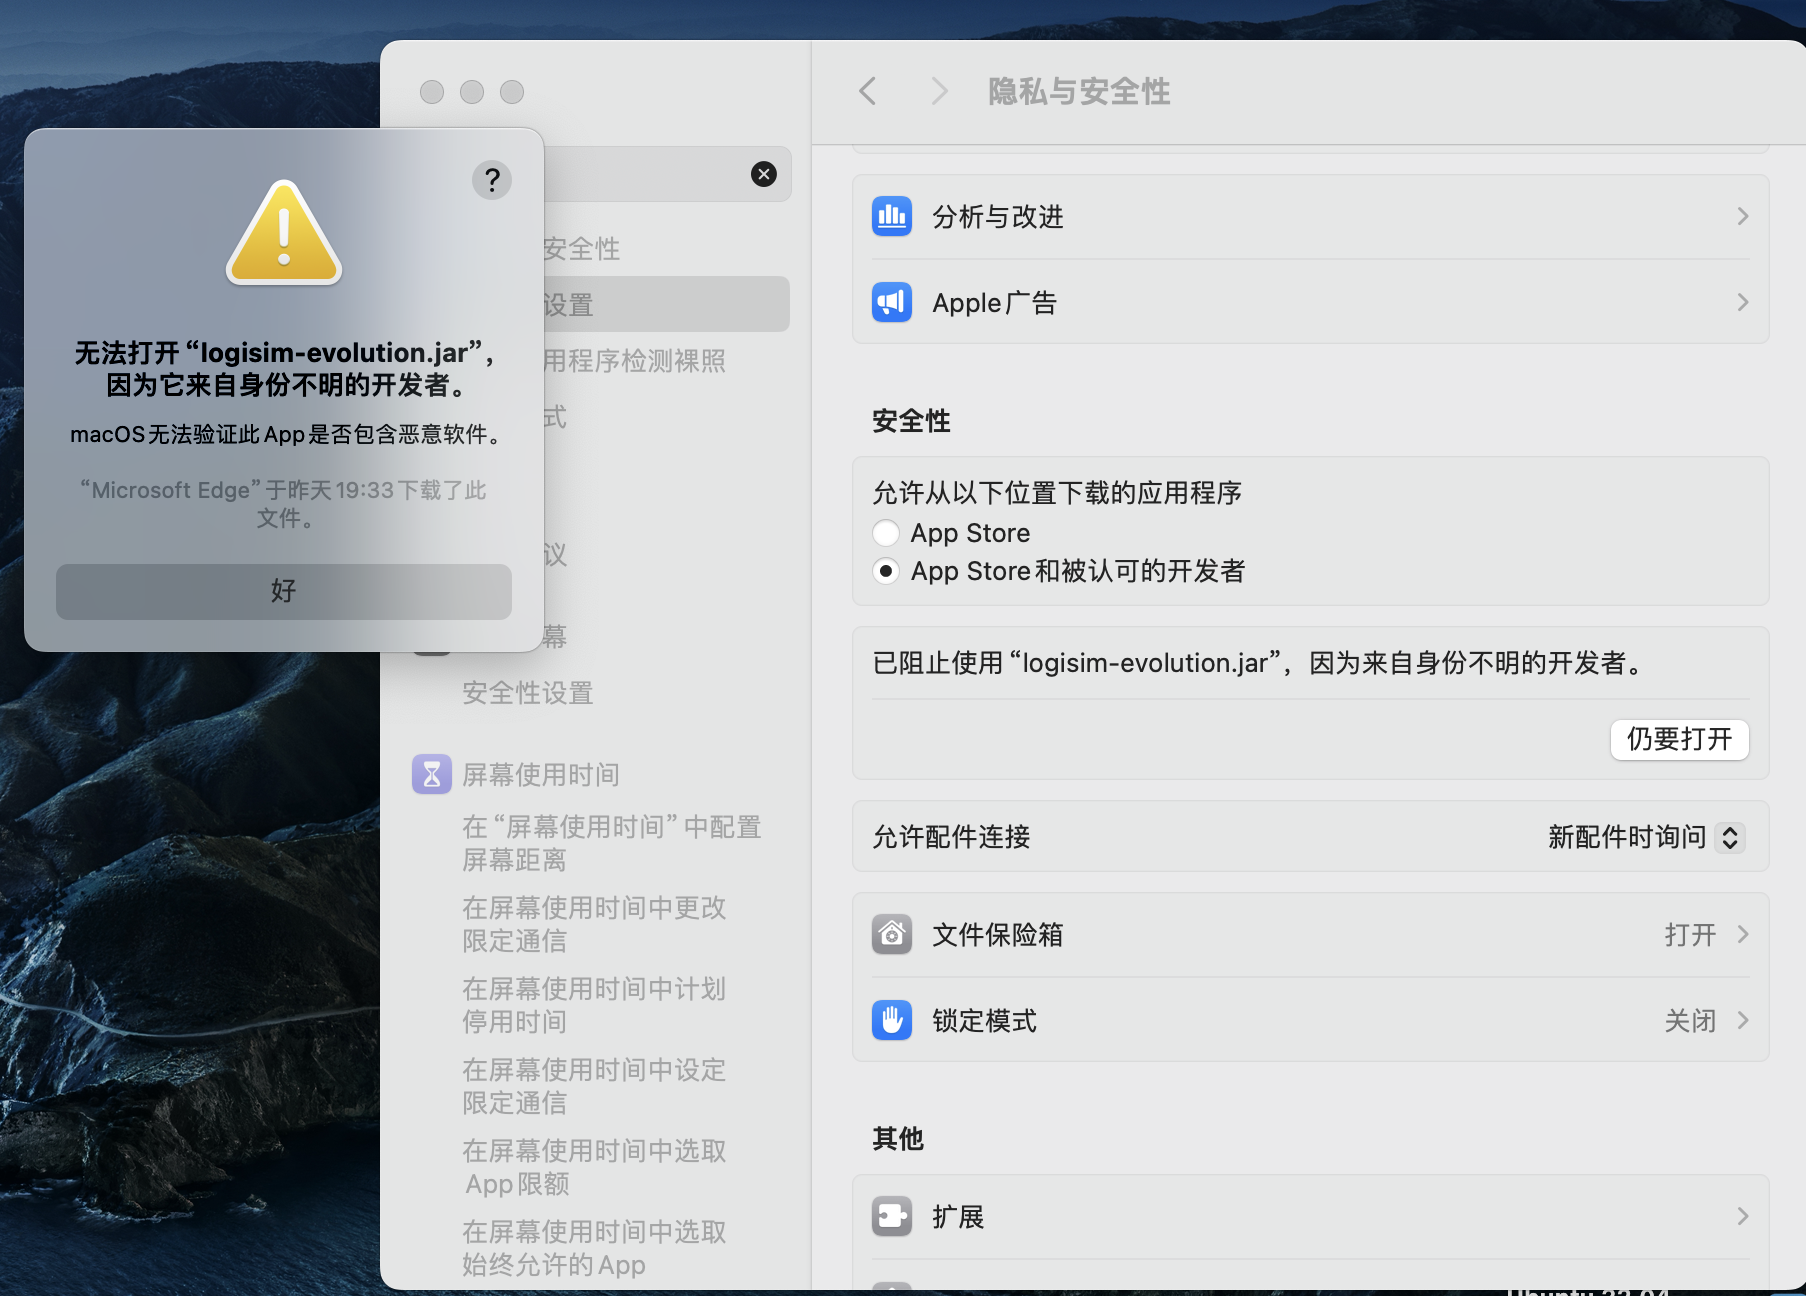 ?
无法打开“logisim-evolution.jar”，
因为它来自身份不明的开发者。
macOS无法验证此App是否包含恶意软件。
“Microsoft Edge”于昨天19:33下载了此
文件。
好
安全性
设置
用程序检测裸照
式
议
幕
安全性设置
屏幕使用时间
在“屏幕使用时间”中配置
屏幕距离
在屏幕使用时间中更改
限定通信
在屏幕使用时间中计划
停用时间
在屏幕使用时间中设定
限定通信
在屏幕使用时间中选取
App限额
在屏幕使用时间中选取
始终允许的App
隐私与安全性
分析与改进
Apple广告
安全性
允许从以下位置下载的应用程序
App Store
App Store和被认可的开发者
已阻止使用“logisim-evolution.jar”，因为来自身份不明的开发者。
仍要打开
允许配件连接 新配件时询问
文件保险箱 打开
锁定模式 关闭
其他
扩展
Ubuntu 22.04